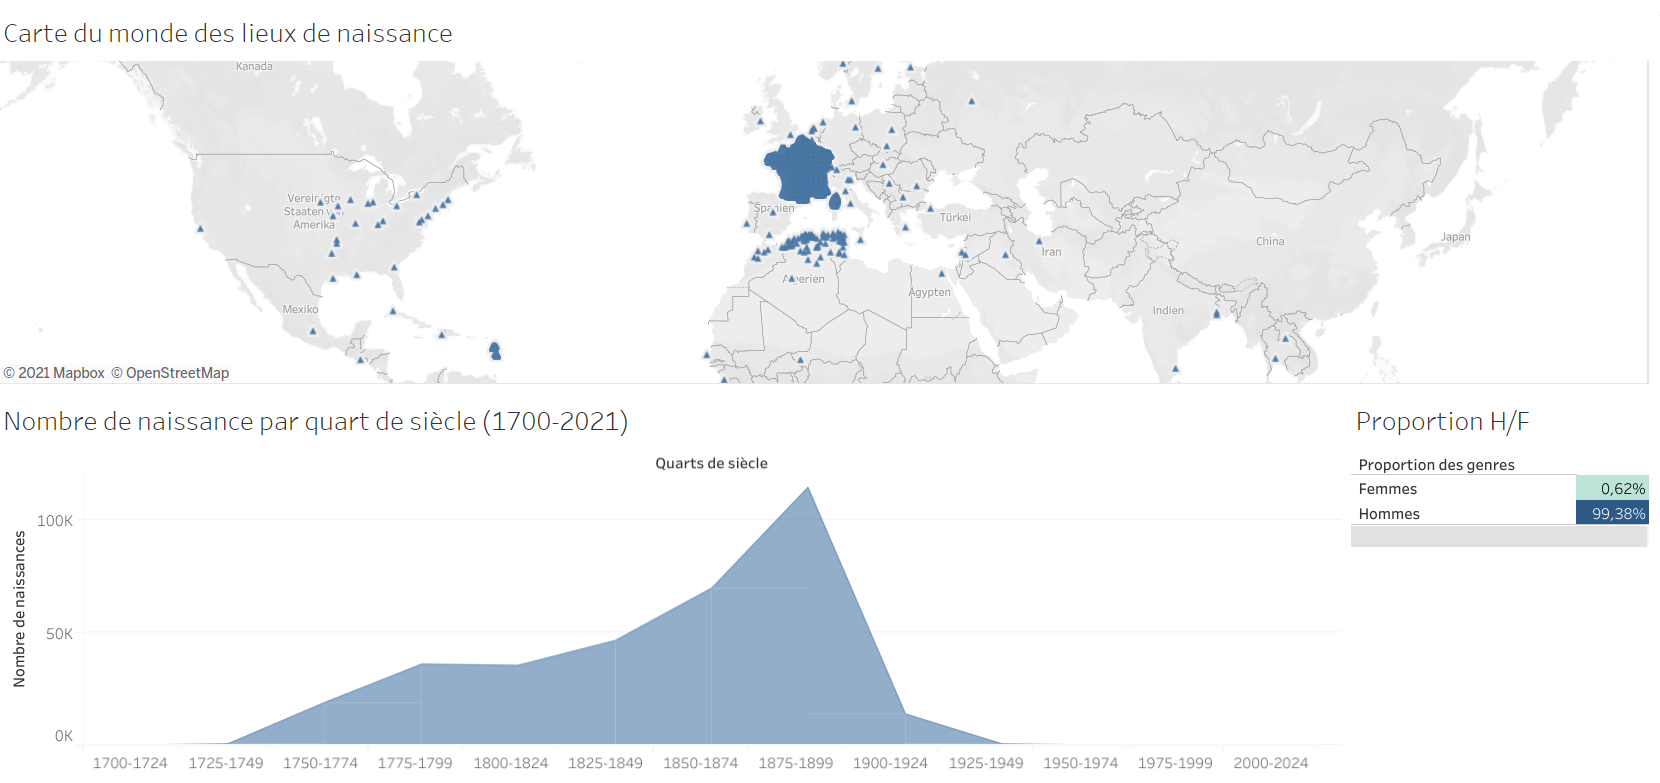 Carte du monde des lieux de naissance
Kanada
Vereinigte
Staaten v
Amerika
Mexiko
Spanien
Türkei
Algerien
Ägypten
Iran
Indien
China
Japan
© 2021 Mapbox © OpenStreetMap
Nombre de naissance par quart de siècle (1700-2021)
Quarts de siècle
Nombre de naissances
100K
50K
0K
1700-1724 1725-1749 1750-1774 1775-1799 1800-1824 1825-1849 1850-1874 1875-1899 1900-1924 1925-1949 1950-1974 1975-1999 2000-2024
Proportion H/F
Proportion des genres
Femmes 0,62%
Hommes 99,38%